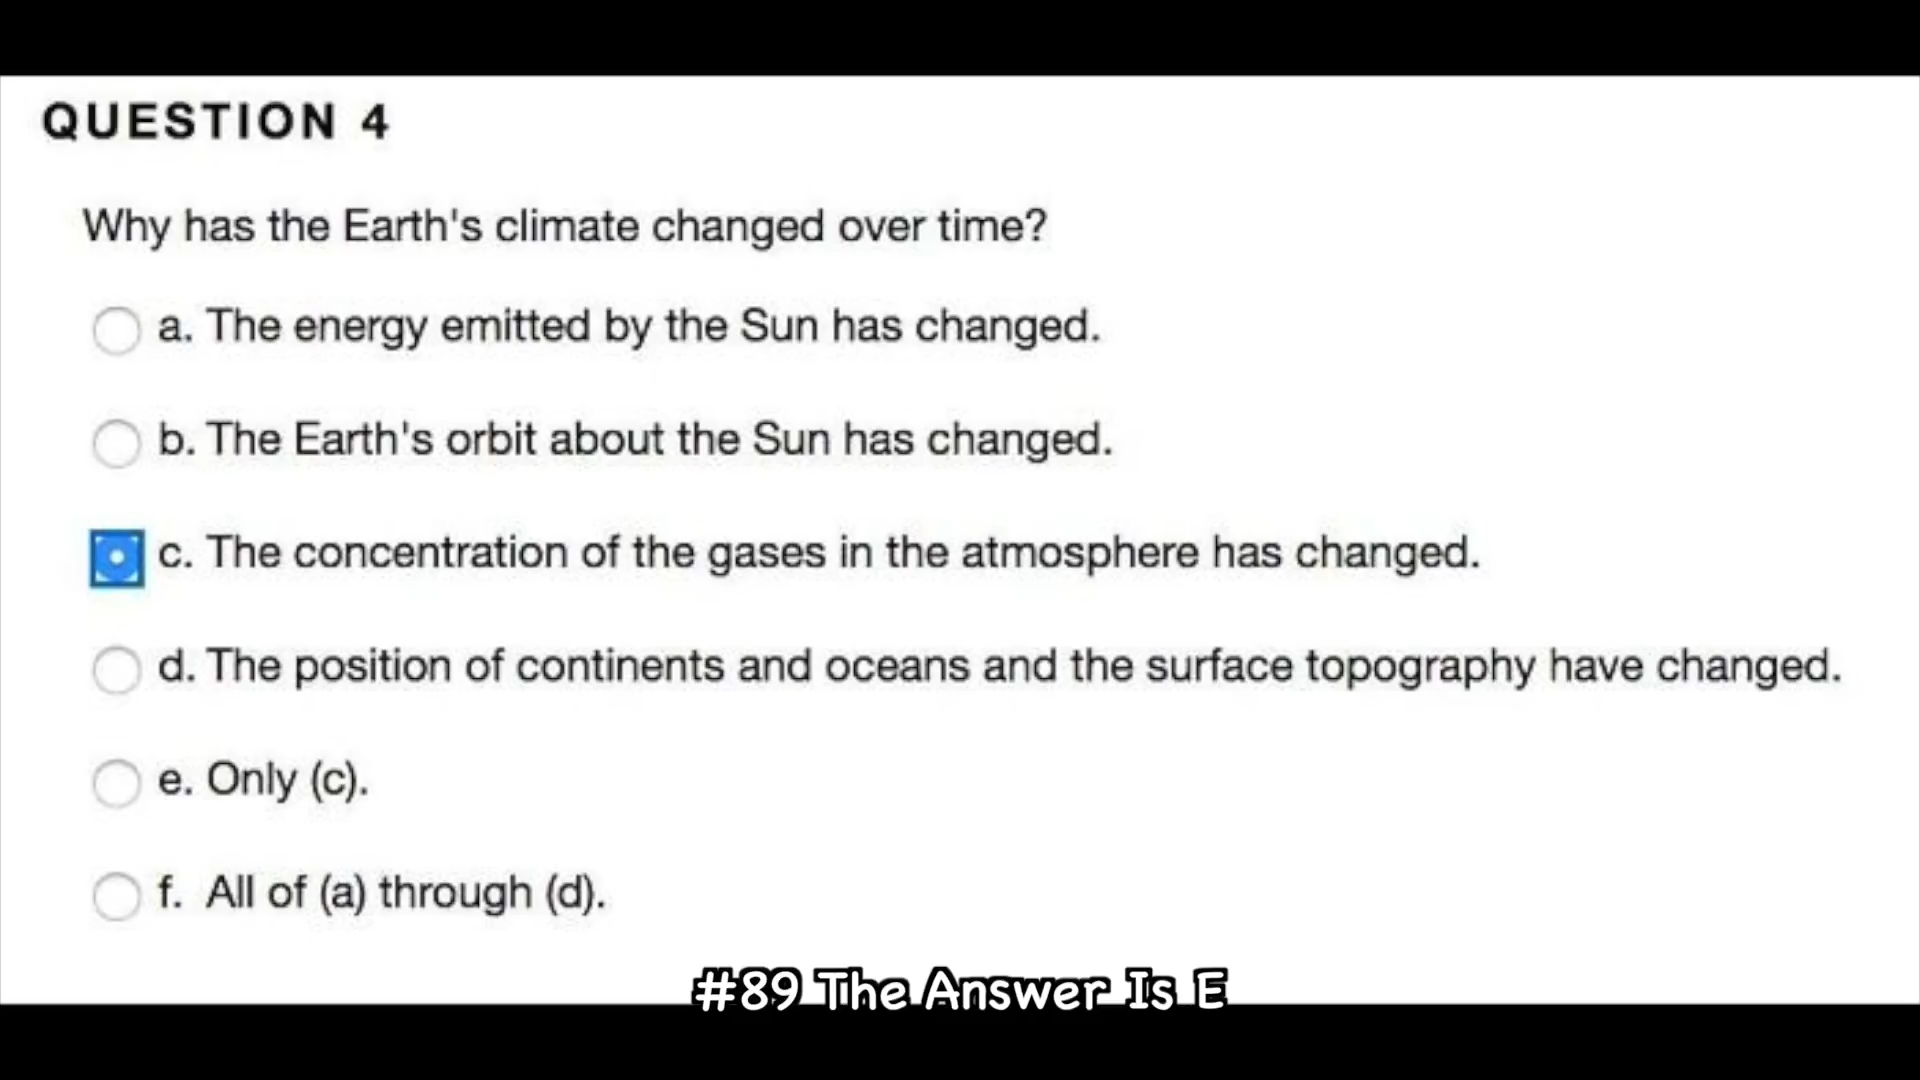 QUESTION 4
Why has the Earth's climate changed over time?
a. The energy emitted by the Sun has changed.
b. The Earth's orbit about the Sun has changed.
c. The concentration of the gases in the atmosphere has changed.
d. The position of continents and oceans and the surface topography have changed.
e. Only (c).
f. All of (a) through (d).
#89 The Answer Is E